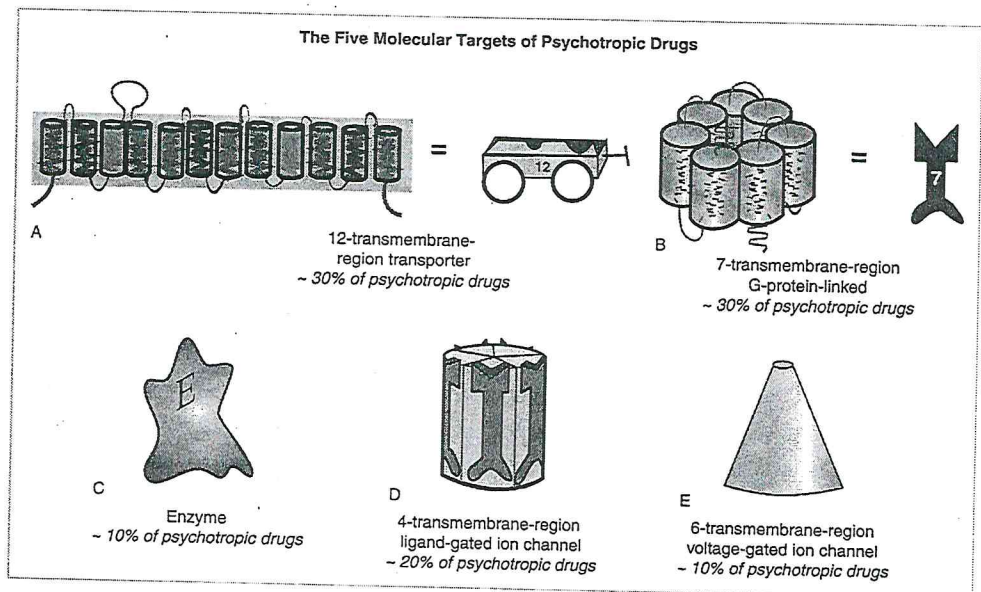 The Five Molecular Targets of Psychotropic Drugs
=
12
=
7
A
12-transmembrane-
region transporter
~ 30% of psychotropic drugs
B
7-transmembrane-region
G-protein-linked
~ 30% of psychotropic drugs
E
C
Enzyme
~ 10% of psychotropic drugs
D
4-transmembrane-region
ligand-gated ion channel
~ 20% of psychotropic drugs
E
6-transmembrane-region
voltage-gated ion channel
~ 10% of psychotropic drugs